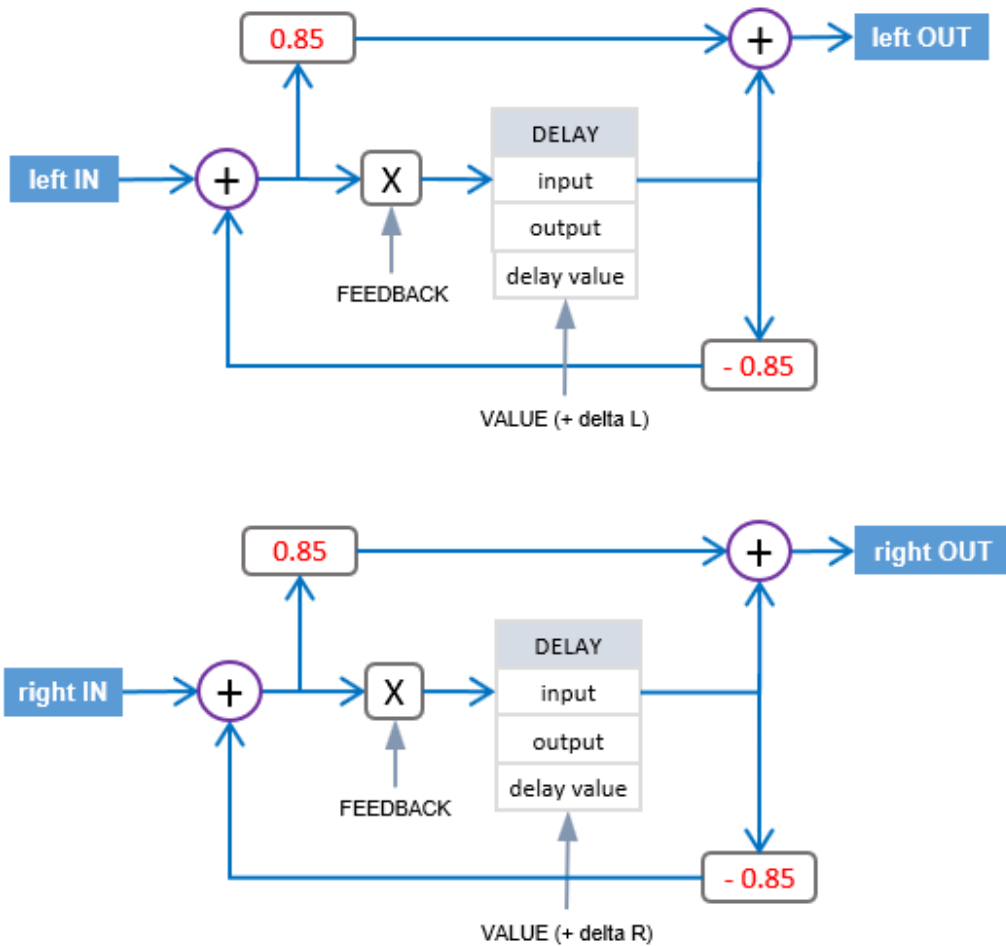 0.85
+
left OUT
left IN
+
X
DELAY
input
output
delay value
FEEDBACK
- 0.85
VALUE (+ delta L)
0.85
+
right OUT
right IN
+
X
DELAY
input
output
delay value
FEEDBACK
- 0.85
VALUE (+ delta R)